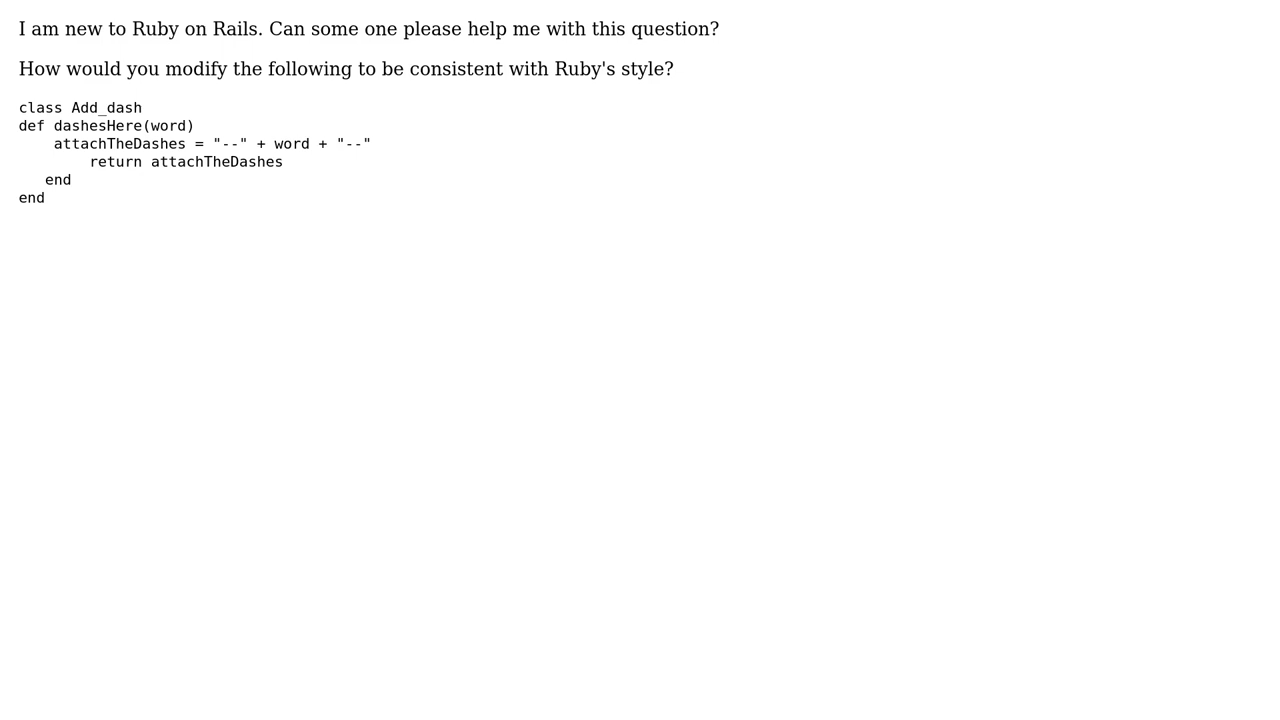 I am new to Ruby on Rails. Can some one please help me with this question?
How would you modify the following to be consistent with Ruby's style?
class Add_dash
def dashesHere(word)
    attachTheDashes = "--" + word + "--"
        return attachTheDashes
   end
end